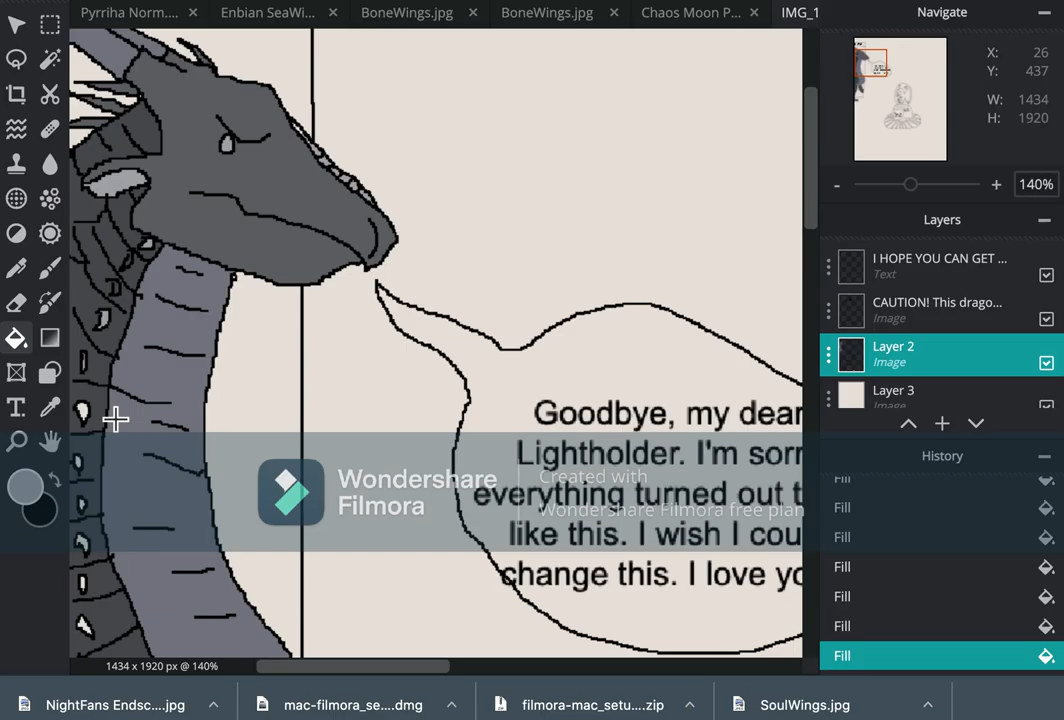 Pyrriha Norm.... × Enbian SeaWi... × BoneWings.jpg × BoneWings.jpg × Chaos Moon P... × IMG_1
Navigate
X: 26
Y: 437
W: 1434
H: 1920
- + 140%
Layers
I HOPE YOU CAN GET ...
Text
CAUTION! This drago...
Image
Layer 2
Image
Layer 3
Image
History
Fill
Fill
Fill
Fill
Fill
Fill
Fill
Goodbye, my dear
Lightholder. I'm sorr
everything turned out t
like this. I wish I cou
change this. I love yo
Wondershare
Filmora
Created with
Wondershare Filmora free plan
1434 x 1920 px @ 140%
NightFans Endsc....jpg mac-filmora_se....dmg filmora-mac_setu....zip SoulWings.jpg